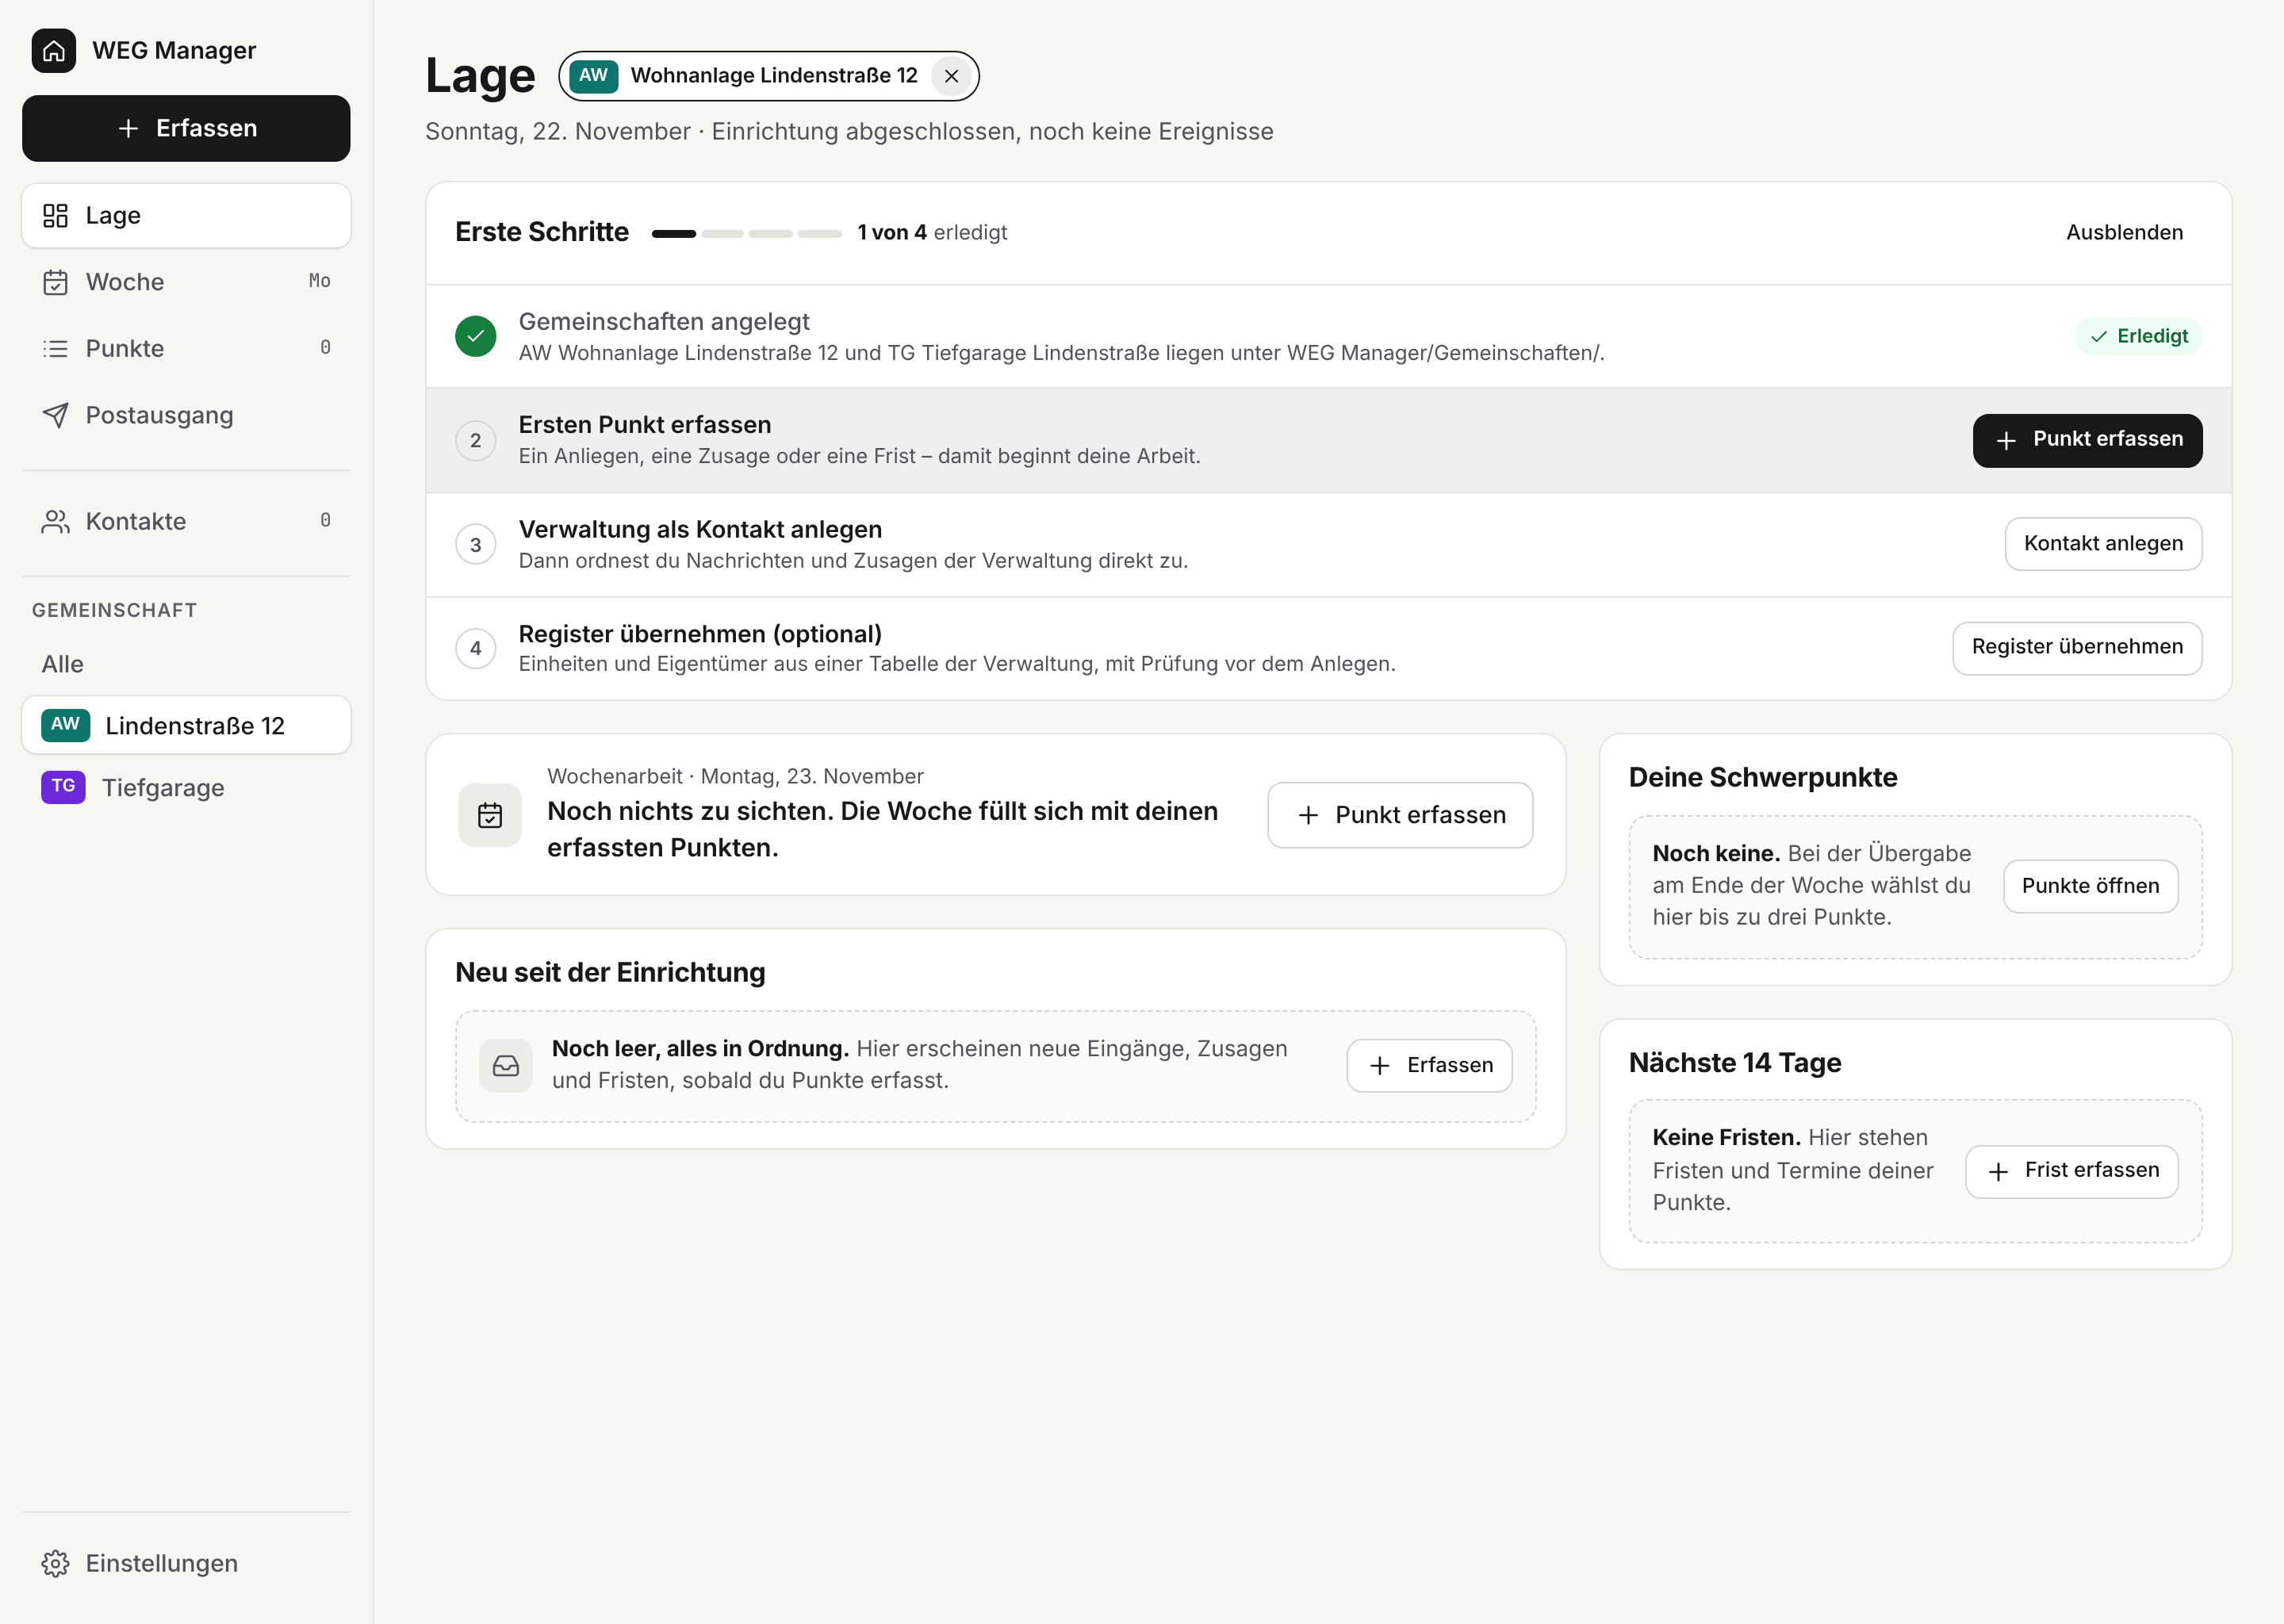 WEG Manager
Erfassen
Lage
Woche Mo
Punkte 0
Postausgang
Kontakte 0
GEMEINSCHAFT
Alle
AW Lindenstraße 12
TG Tiefgarage
Einstellungen
Lage AW Wohnanlage Lindenstraße 12
Sonntag, 22. November · Einrichtung abgeschlossen, noch keine Ereignisse
Erste Schritte 1 von 4 erledigt Ausblenden
Gemeinschaften angelegt
AW Wohnanlage Lindenstraße 12 und TG Tiefgarage Lindenstraße liegen unter WEG Manager/Gemeinschaften/.
Erledigt
2 Ersten Punkt erfassen
Ein Anliegen, eine Zusage oder eine Frist – damit beginnt deine Arbeit.
Punkt erfassen
3 Verwaltung als Kontakt anlegen
Dann ordnest du Nachrichten und Zusagen der Verwaltung direkt zu.
Kontakt anlegen
4 Register übernehmen (optional)
Einheiten und Eigentümer aus einer Tabelle der Verwaltung, mit Prüfung vor dem Anlegen.
Register übernehmen
Wochenarbeit · Montag, 23. November
Noch nichts zu sichten. Die Woche füllt sich mit deinen
erfassten Punkten.
Punkt erfassen
Neu seit der Einrichtung
Noch leer, alles in Ordnung. Hier erscheinen neue Eingänge, Zusagen
und Fristen, sobald du Punkte erfasst.
Erfassen
Deine Schwerpunkte
Noch keine. Bei der Übergabe
am Ende der Woche wählst du
hier bis zu drei Punkte.
Punkte öffnen
Nächste 14 Tage
Keine Fristen. Hier stehen
Fristen und Termine deiner
Punkte.
Frist erfassen